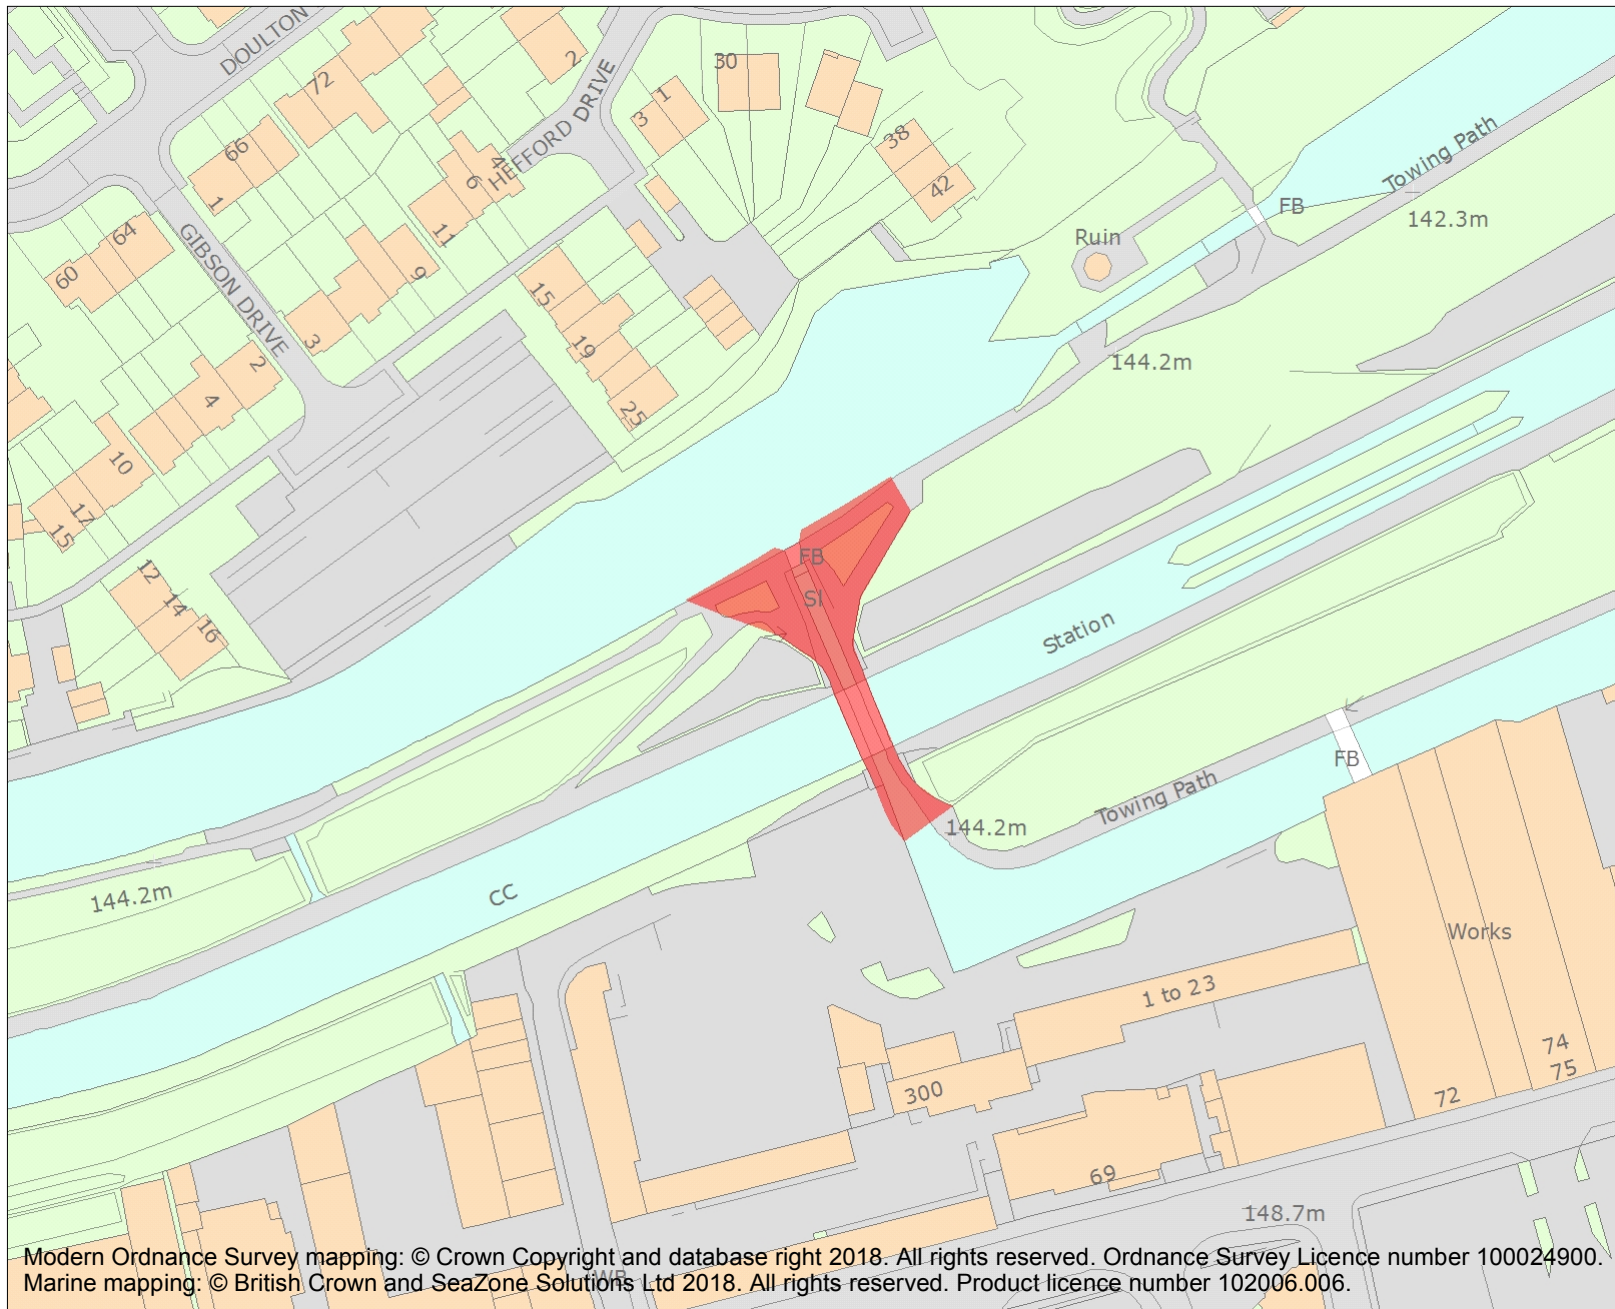 DOULTON
72
2
HEFFORD DRIVE
30
1
3
66
1
38
42
4
6
11
Towing Path
FB
142.3m
Ruin
64
60
GIBSON DRIVE
9
3
15
19
25
144.2m
2
4
10
17
15
12
14
16
FB
Sl
Station
FB
Towing Path
144.2m
144.2m
CC
Works
1 to 23
300
74
75
72
69
148.7m
WB
Modern Ordnance Survey mapping: © Crown Copyright and database right 2018. All rights reserved. Ordnance Survey Licence number 100024900.
Marine mapping: © British Crown and SeaZone Solutions Ltd 2018. All rights reserved. Product licence number 102006.006.